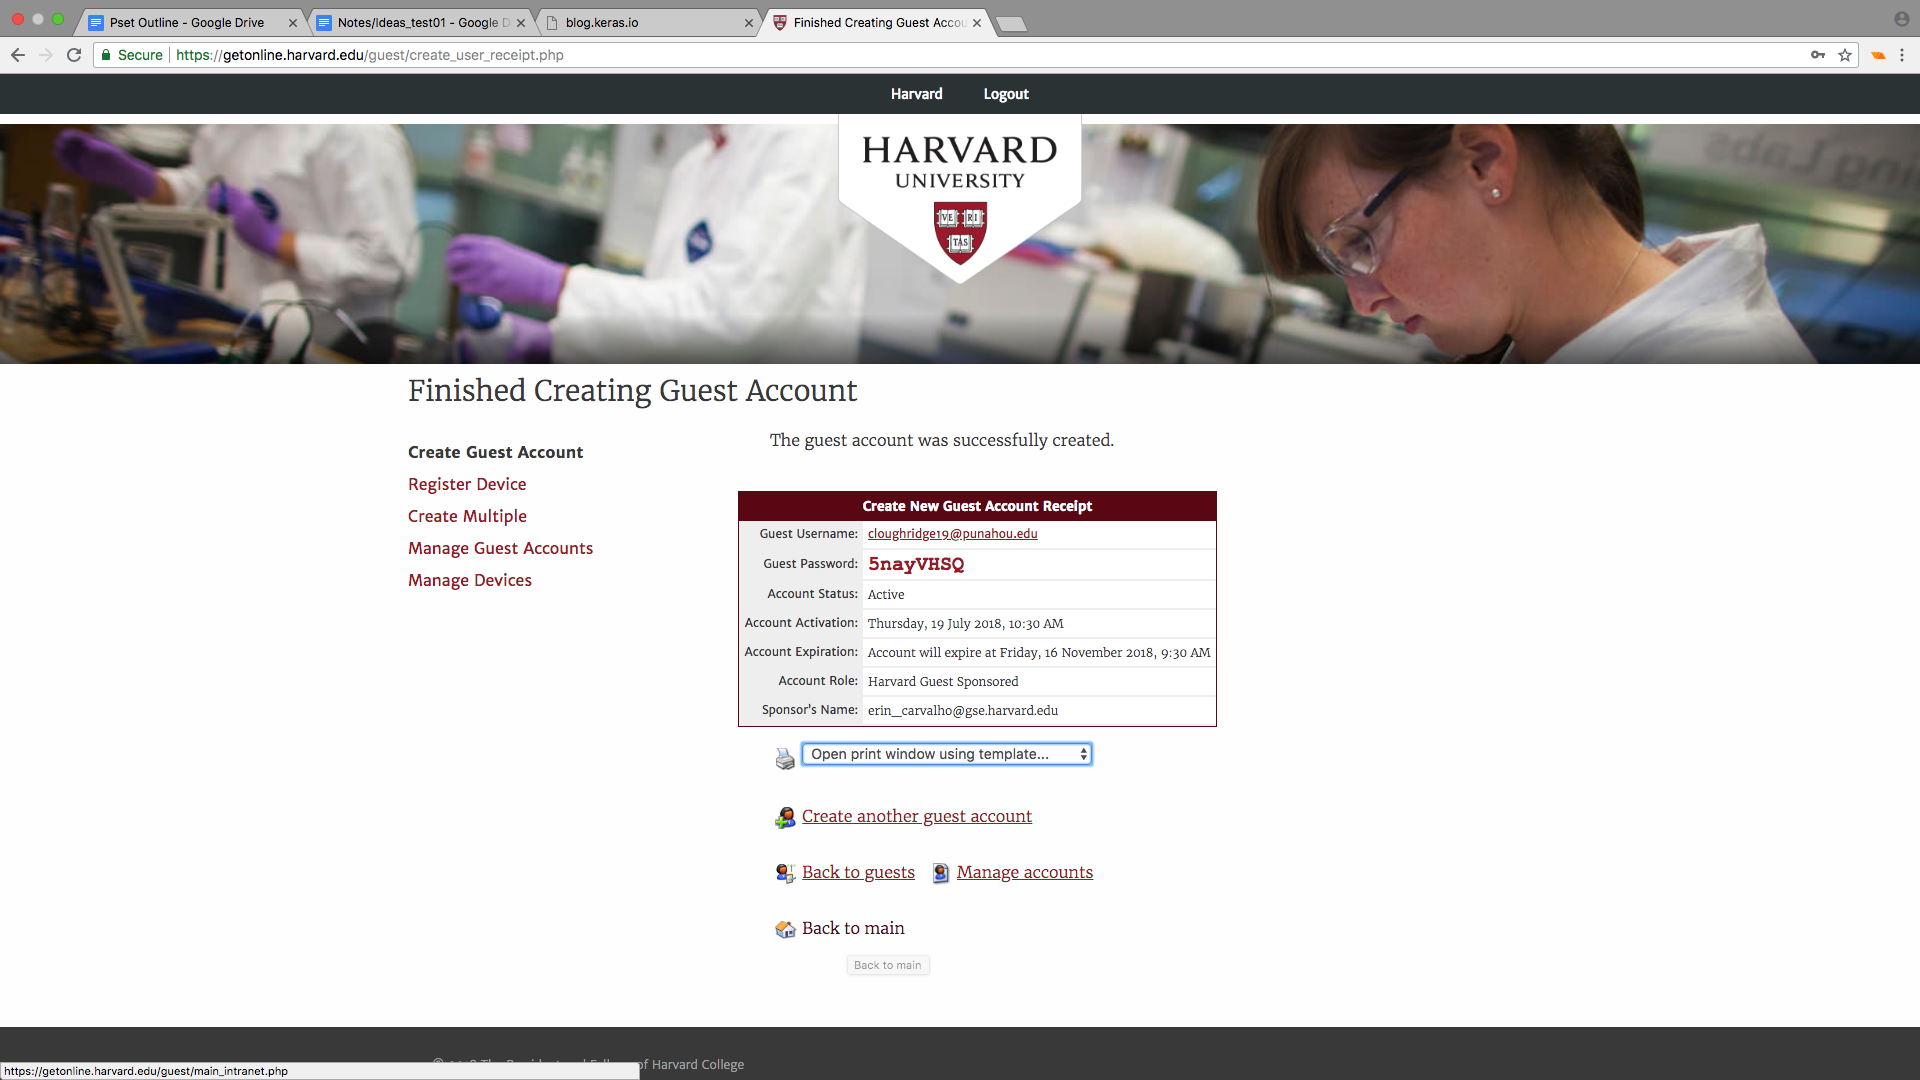 Pset Outline - Google Drive
Notes/Ideas_test01 - Google D
blog.keras.io
Finished Creating Guest Accou
Secure
https://getonline.harvard.edu/guest/create_user_receipt.php
Harvard
Logout
HARVARD
UNIVERSITY
VE RI
TAS
Finished Creating Guest Account
Create Guest Account
Register Device
Create Multiple
Manage Guest Accounts
Manage Devices
The guest account was successfully created.
Create New Guest Account Receipt
Guest Username: cloughridge19@punahou.edu
Guest Password: 5nayVHSQ
Account Status: Active
Account Activation: Thursday, 19 July 2018, 10:30 AM
Account Expiration: Account will expire at Friday, 16 November 2018, 9:30 AM
Account Role: Harvard Guest Sponsored
Sponsor's Name: erin_carvalho@gse.harvard.edu
Open print window using template...
Create another guest account
Back to guests
Manage accounts
Back to main
Back to main
of Harvard College
https://getonline.harvard.edu/guest/main_intranet.php